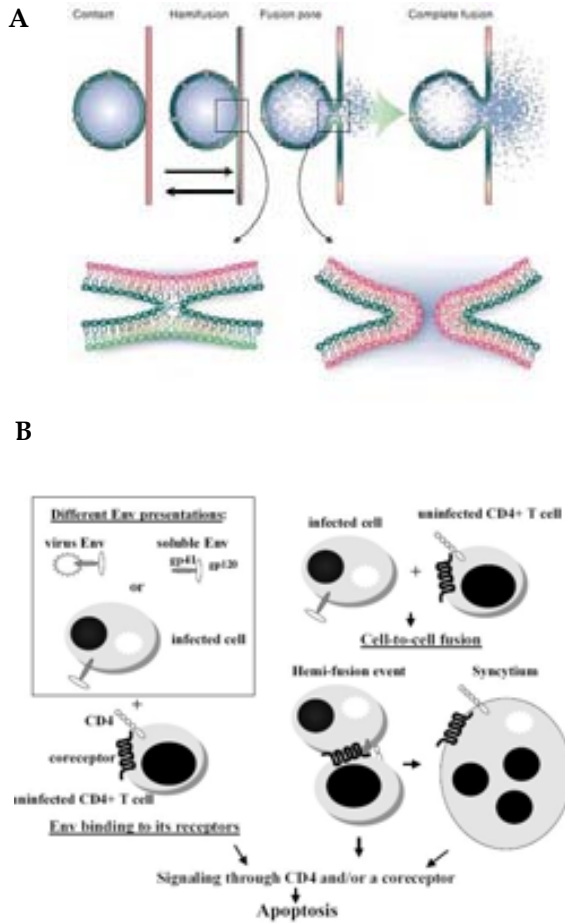 A
Contact Hemifusion Fusion pore Complete fusion
B
Different Env presentations:
virus Env soluble Env
gp41 gp120
or
infected cell
+
CD4
coreceptor
uninfected CD4+ T cell
Env binding to its receptors
infected cell uninfected CD4+ T cell
+
Cell-to-cell fusion
Hemi-fusion event Syncytium
Signaling through CD4 and/or a coreceptor
Apoptosis